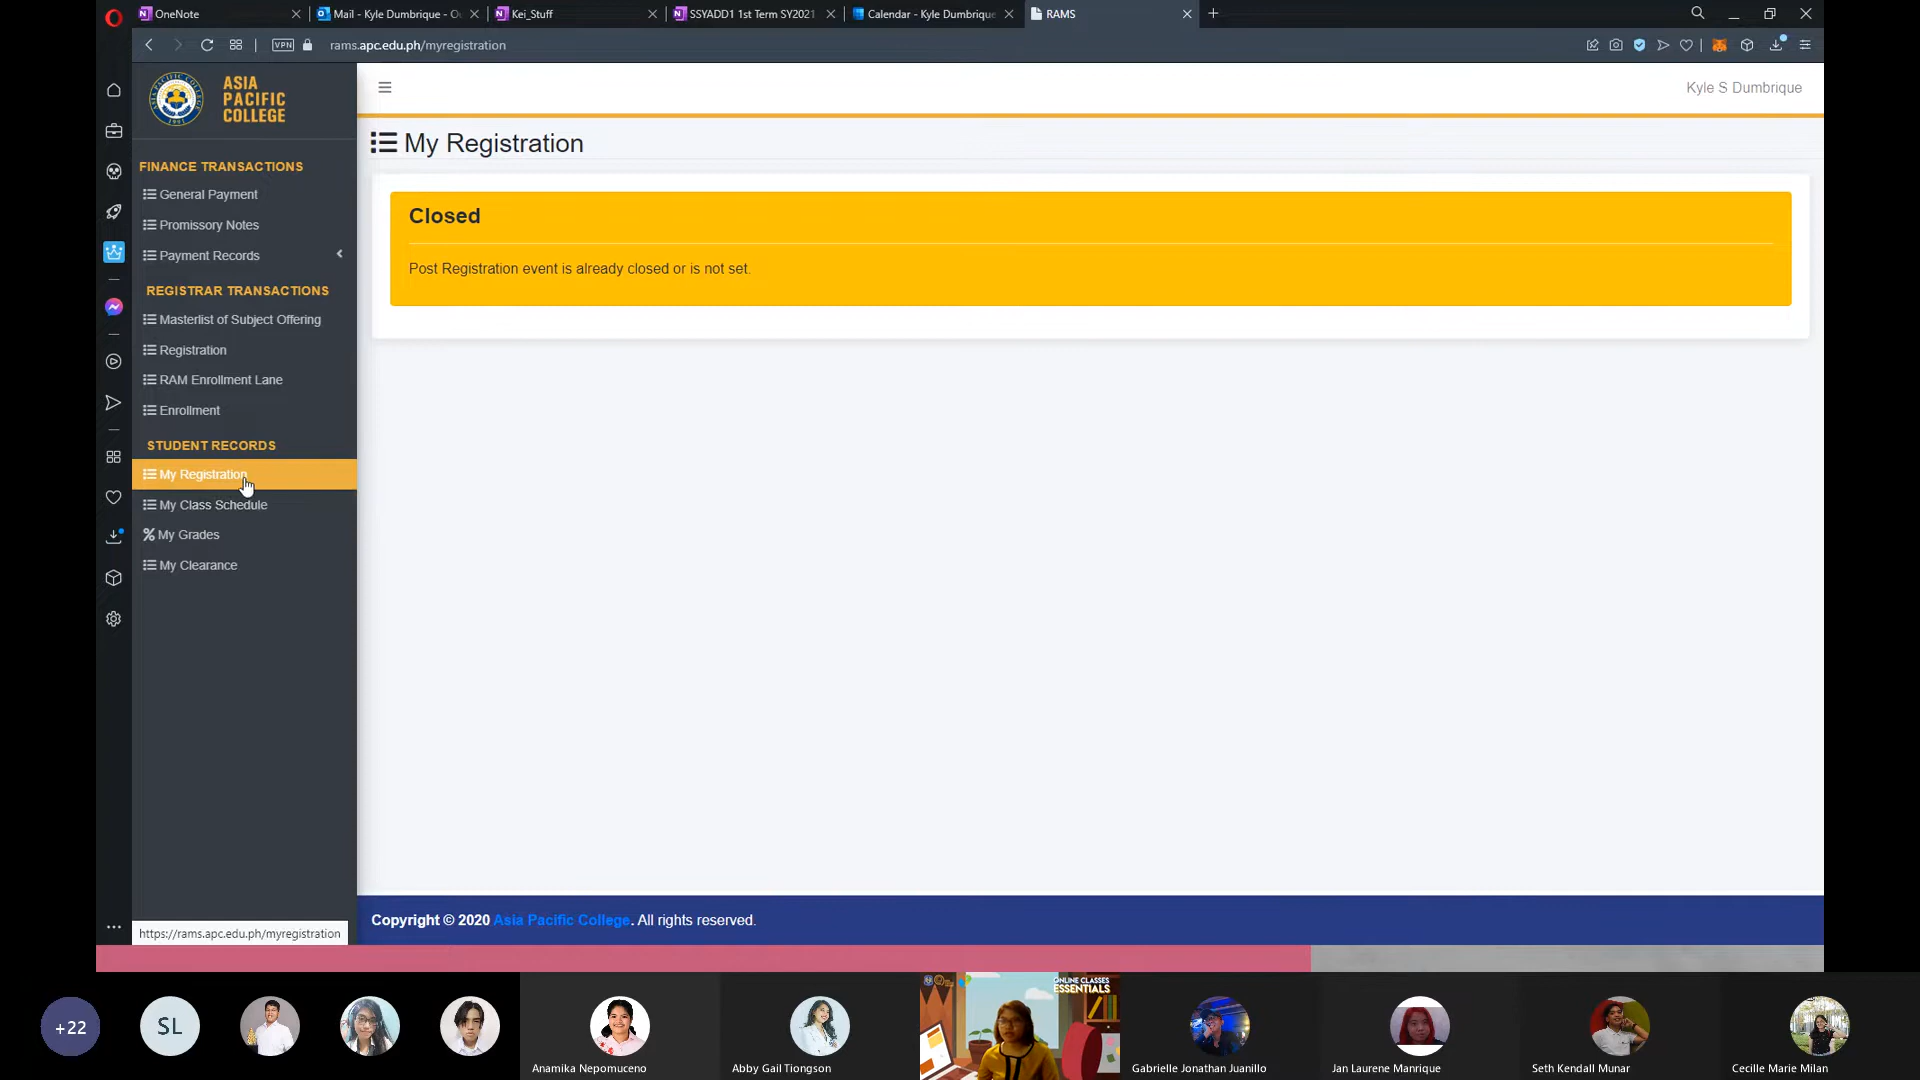 OneNote
Mail - Kyle Dumbrique - O
Kei_Stuff
SSYADD1 1st Term SY2021
Calendar - Kyle Dumbrique
RAMS
VPN
rams.apc.edu.ph/myregistration
ASIA
PACIFIC
COLLEGE
Kyle S Dumbrique
My Registration
FINANCE TRANSACTIONS
General Payment
Promissory Notes
Payment Records
REGISTRAR TRANSACTIONS
Masterlist of Subject Offering
Registration
RAM Enrollment Lane
Enrollment
STUDENT RECORDS
My Registration
My Class Schedule
My Grades
My Clearance
Closed
Post Registration event is already closed or is not set.
Copyright © 2020 Asia Pacific College. All rights reserved.
https://rams.apc.edu.ph/myregistration
+22
SL
Anamika Nepomuceno
Abby Gail Tiongson
ONLINE CLASSES
ESSENTIALS
Gabrielle Jonathan Juanillo
Jan Laurene Manrique
Seth Kendall Munar
Cecille Marie Milan